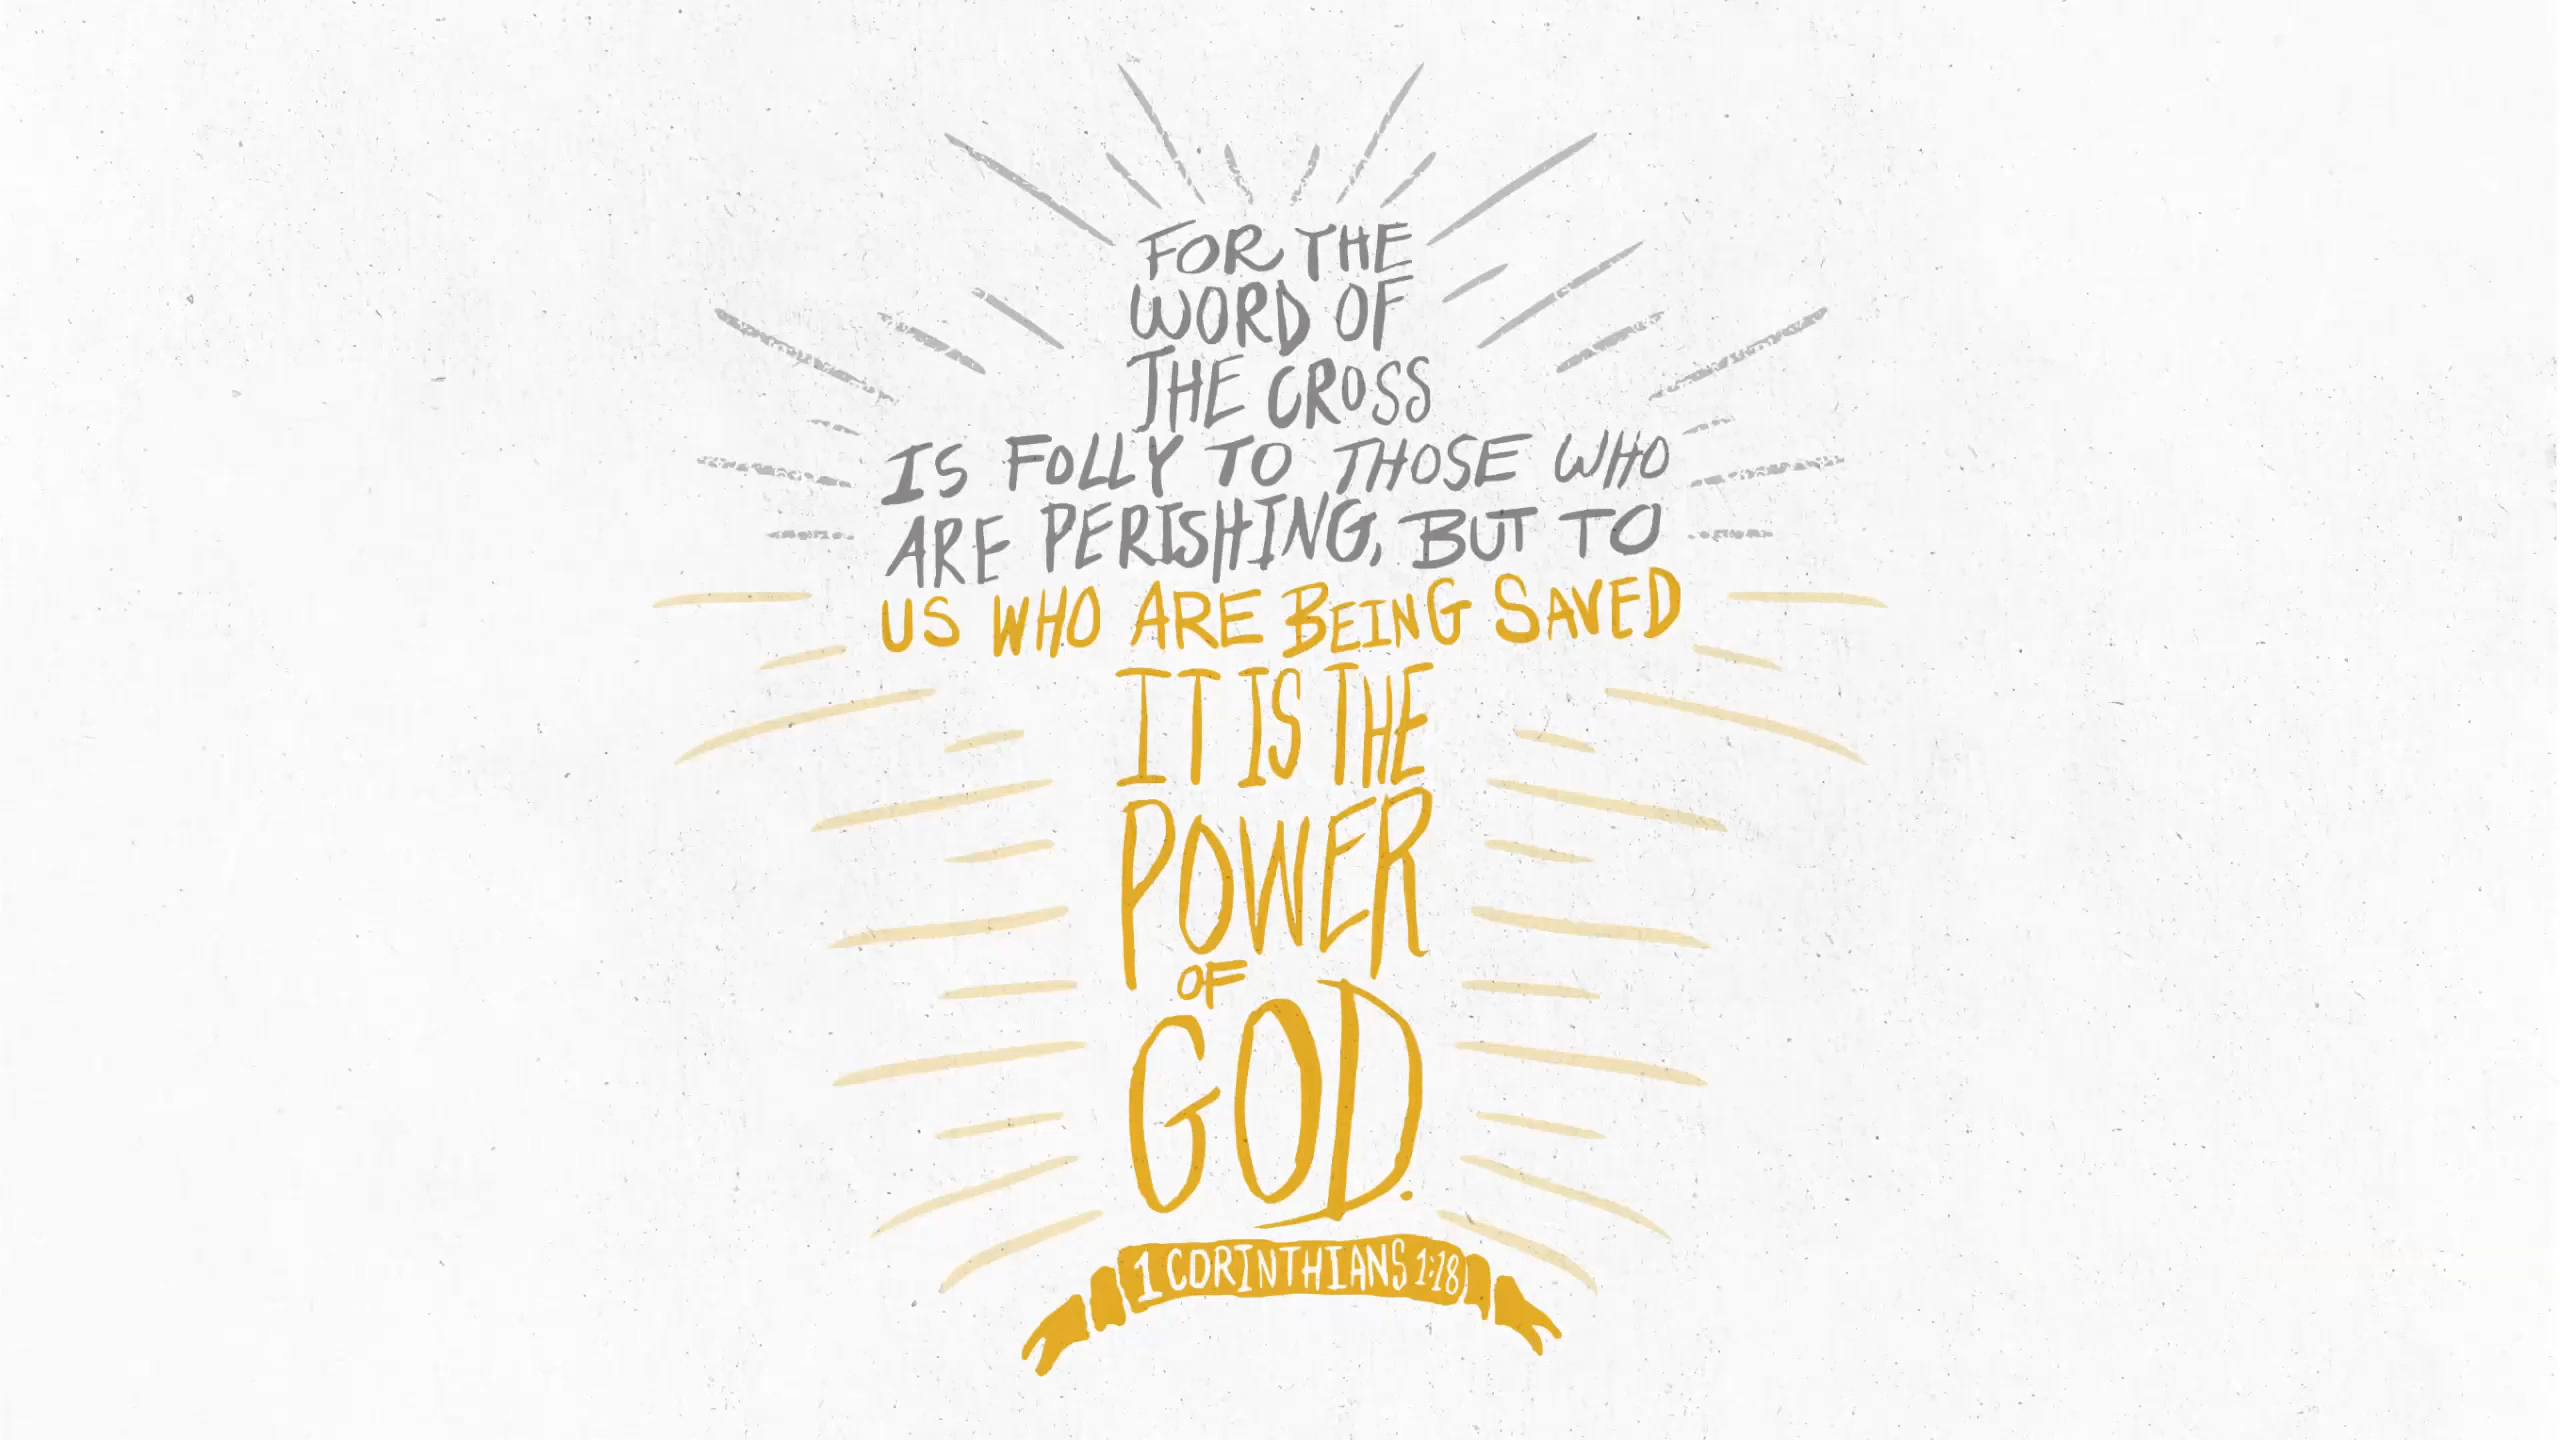 FOR THE
WORD OF
THE CROSS
IS FOLLY TO THOSE WHO
ARE PERISHING, BUT TO
US WHO ARE BEING SAVED
IT IS THE
POWER
OF
GOD.
1 CORINTHIANS 1:18